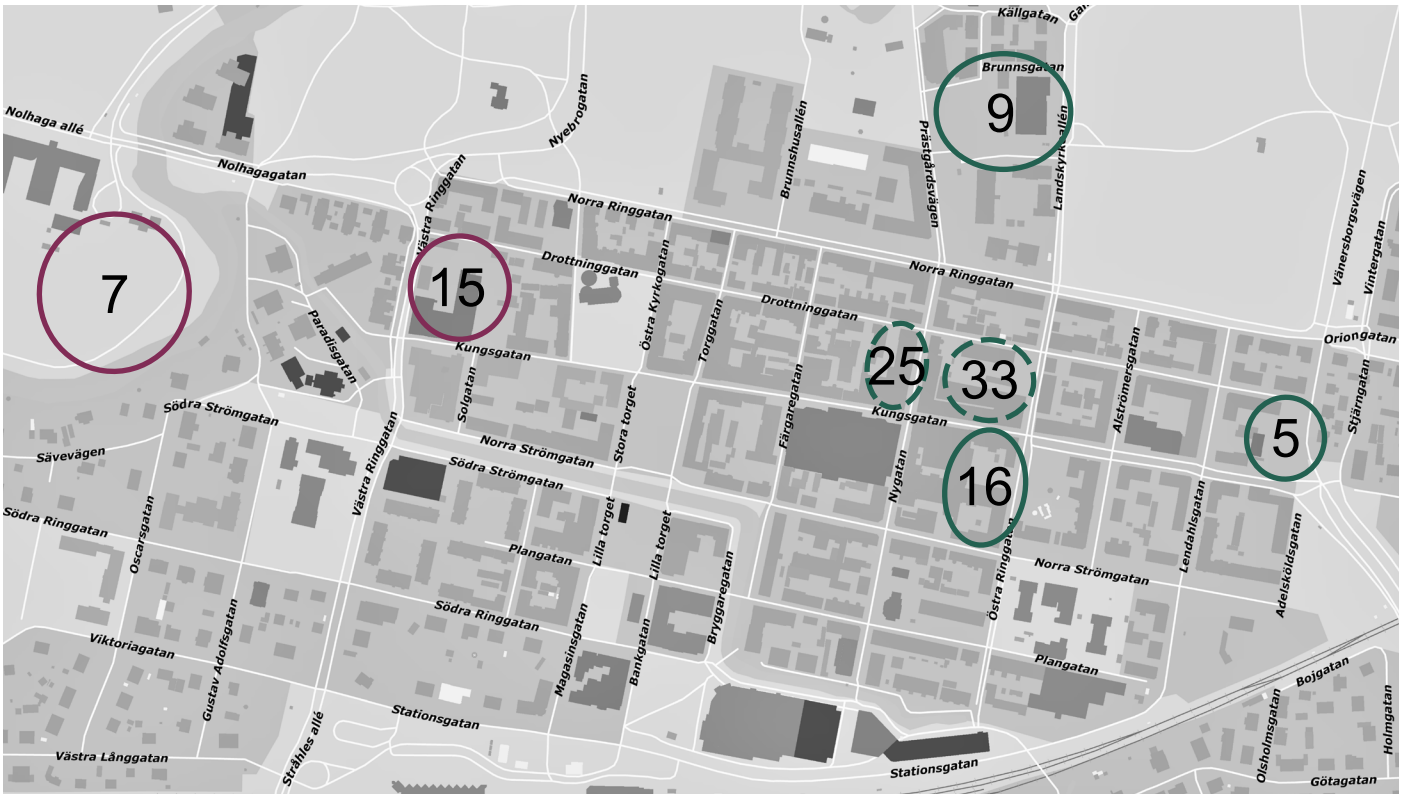 Källgatan
Brunnsgatan
9
Nolhaga allé
Nyebrogatan
Brunnshusallén
Prästgårdsvägen
Landskyrkoallén
Nolhagagatan
Västra Ringgatan
Norra Ringgatan
Vänersborgsvägen
Vintergatan
7
15
Drottninggatan
Östra Kyrkogatan
Torggatan
Norra Ringgatan
Drottninggatan
Oriongatan
Paradisgatan
Kungsgatan
25
33
Alströmersgatan
Stjärngatan
Solgatan
Stora torget
Färgaregatan
Kungsgatan
5
Södra Strömgatan
Norra Strömgatan
Sävevägen
Västra Ringgatan
Södra Strömgatan
Nygatan
16
Södra Ringgatan
Oscarsgatan
Lilla torget
Lilla torget
Plangatan
Östra Ringgatan
Norra Strömgatan
Lendahlsgatan
Adelsköldsgatan
Södra Ringgatan
Bryggaregatan
Viktoriagatan
Gustav Adolfsgatan
Magasinsgatan
Bankgatan
Plangatan
Bojgatan
Stationsgatan
Stråhles allé
Västra Långgatan
Stationsgatan
Olsholmsgatan
Holmgatan
Götagatan